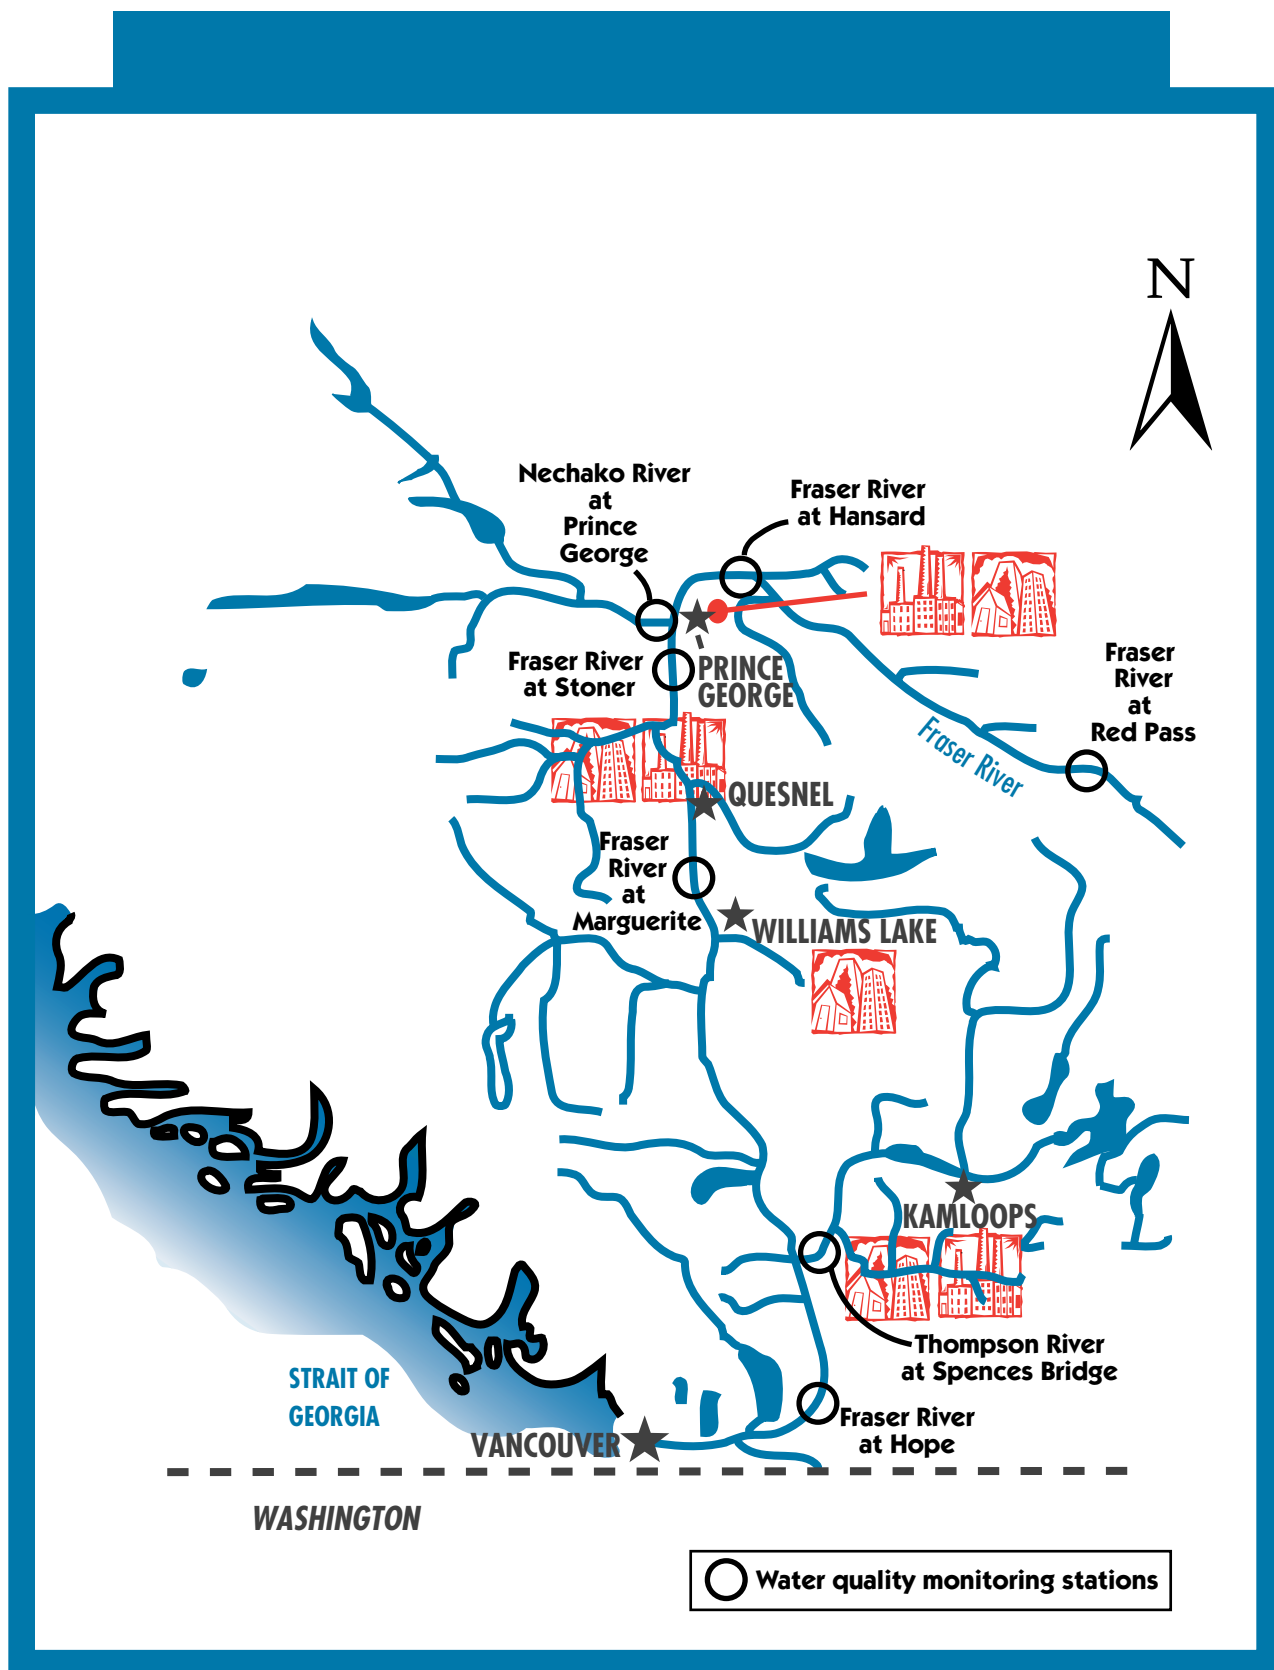 N
Nechako River
at
Prince
George
Fraser River
at Hansard
Fraser River
at Stoner
PRINCE
GEORGE
Fraser
River
at
Red Pass
Fraser River
QUESNEL
Fraser
River
at
Marguerite
WILLIAMS LAKE
KAMLOOPS
Thompson River
at Spences Bridge
STRAIT OF
GEORGIA
Fraser River
at Hope
VANCOUVER
WASHINGTON
Water quality monitoring stations